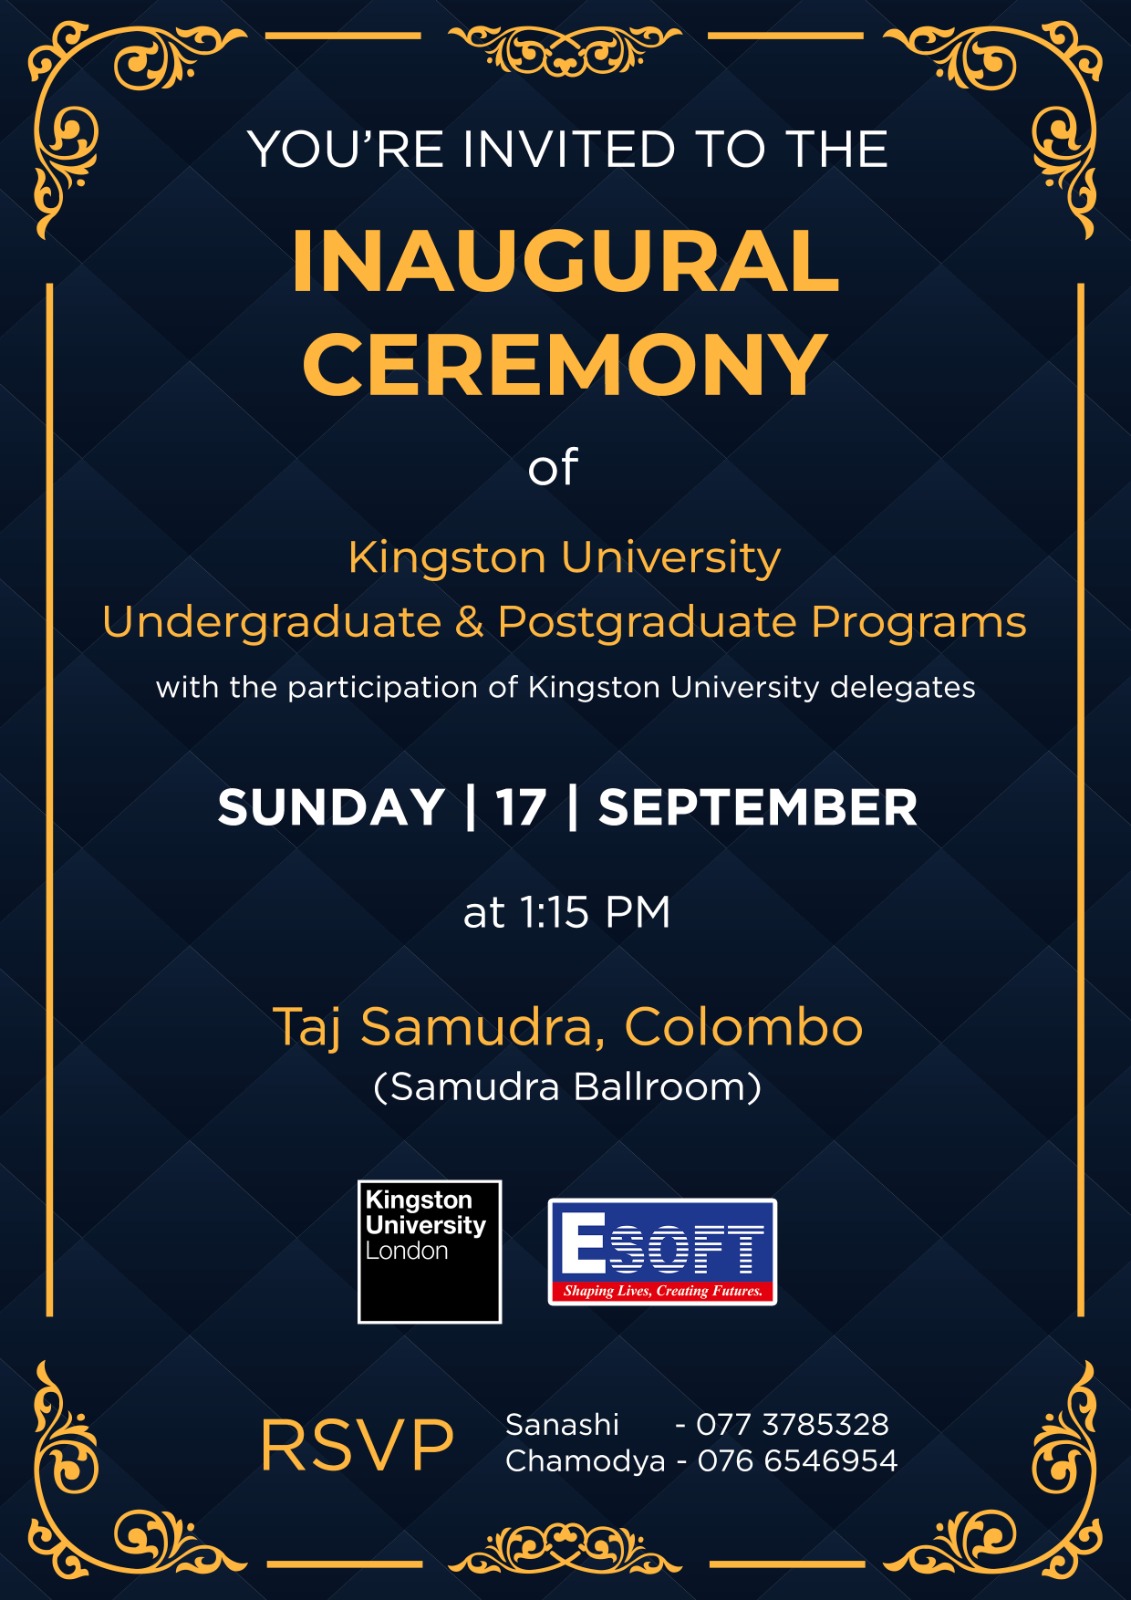 YOU'RE INVITED TO THE
INAUGURAL
CEREMONY
of
Kingston University
Undergraduate & Postgraduate Programs
with the participation of Kingston University delegates
SUNDAY | 17 | SEPTEMBER
at 1:15 PM
Taj Samudra, Colombo
(Samudra Ballroom)
Kingston
University
London
ESOFT
Shaping Lives, Creating Futures.
RSVP
Sanashi - 077 3785328
Chamodya - 076 6546954